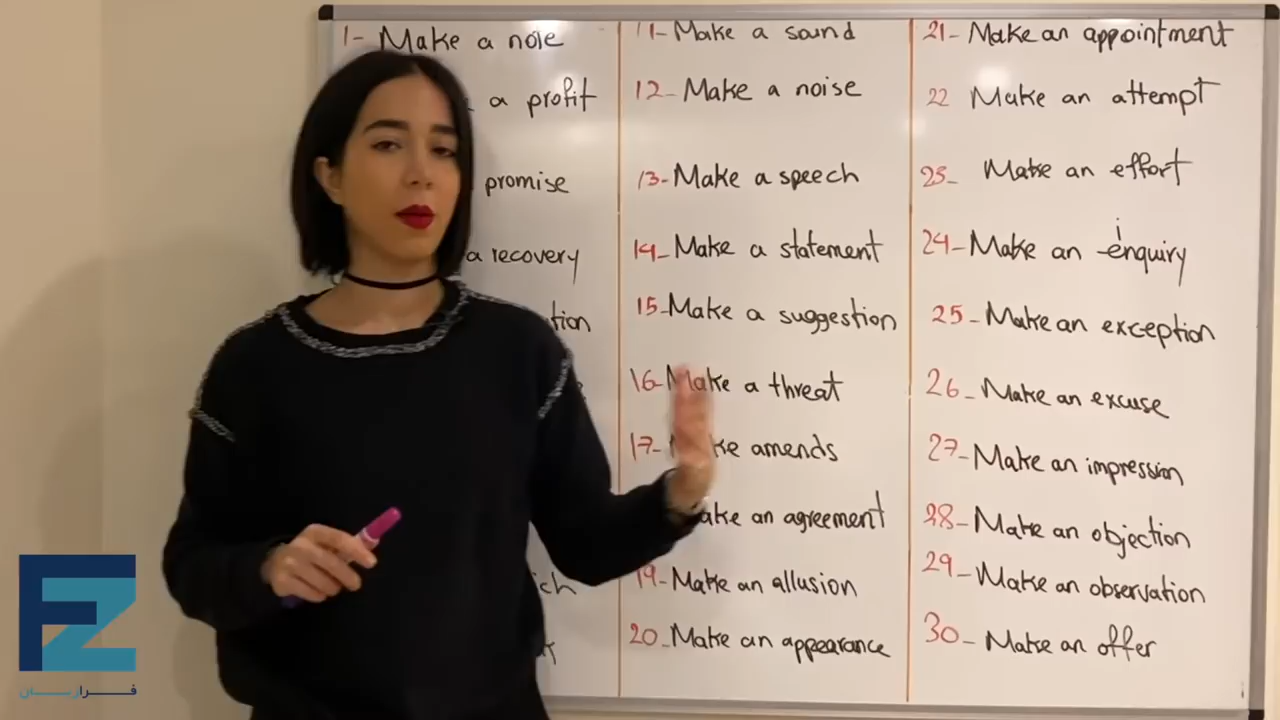 1- Make a note
a profit
promise
a recovery
tion
ich
k
11- Make a sound
12- Make a noise
13- Make a speech
14- Make a statement
15- Make a suggestion
16- Make a threat
17- ke amends
ake an agreement
19- Make an allusion
20- Make an appearance
21- Make an appointment
22 Make an attempt
23- Make an effort
24- Make an enquiry
i
25- Make an exception
26- Make an excuse
27- Make an impression
28- Make an objection
29- Make an observation
30- Make an offer
FZ
فرازبان